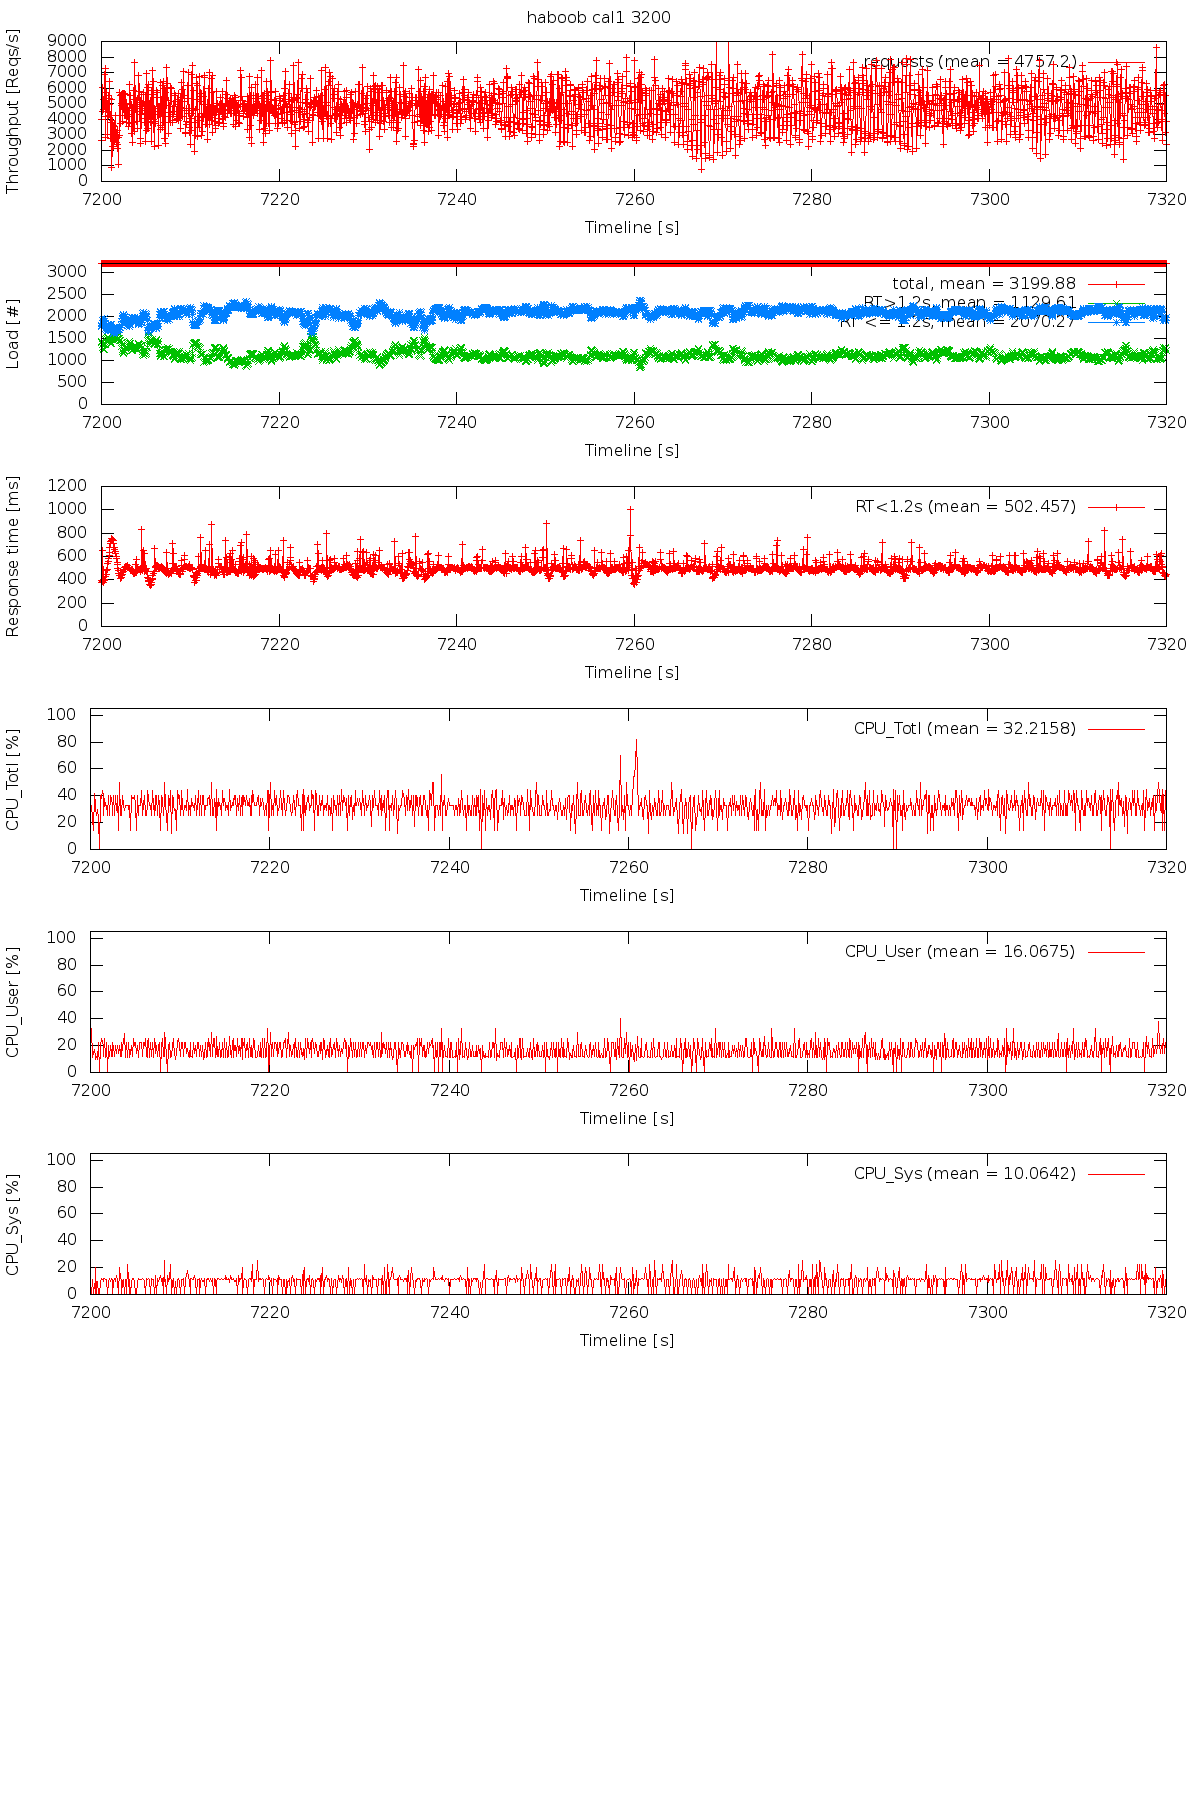 haboob cal1 3200
Throughput [Reqs/s]
9000
8000
7000
6000
5000
4000
3000
2000
1000
0
requests (mean = 4757.2)
7200 7220 7240 7260 7280 7300 7320
Timeline [s]
Load [#]
3000
2500
2000
1500
1000
500
0
total, mean = 3199.88
RT>1.2s, mean = 1129.61
RT <= 1.2s, mean = 2070.27
7200 7220 7240 7260 7280 7300 7320
Timeline [s]
Response time [ms]
1200
1000
800
600
400
200
0
RT<1.2s (mean = 502.457)
7200 7220 7240 7260 7280 7300 7320
Timeline [s]
CPU_Totl [%]
100
80
60
40
20
0
CPU_Totl (mean = 32.2158)
7200 7220 7240 7260 7280 7300 7320
Timeline [s]
CPU_User [%]
100
80
60
40
20
0
CPU_User (mean = 16.0675)
7200 7220 7240 7260 7280 7300 7320
Timeline [s]
CPU_Sys [%]
100
80
60
40
20
0
CPU_Sys (mean = 10.0642)
7200 7220 7240 7260 7280 7300 7320
Timeline [s]